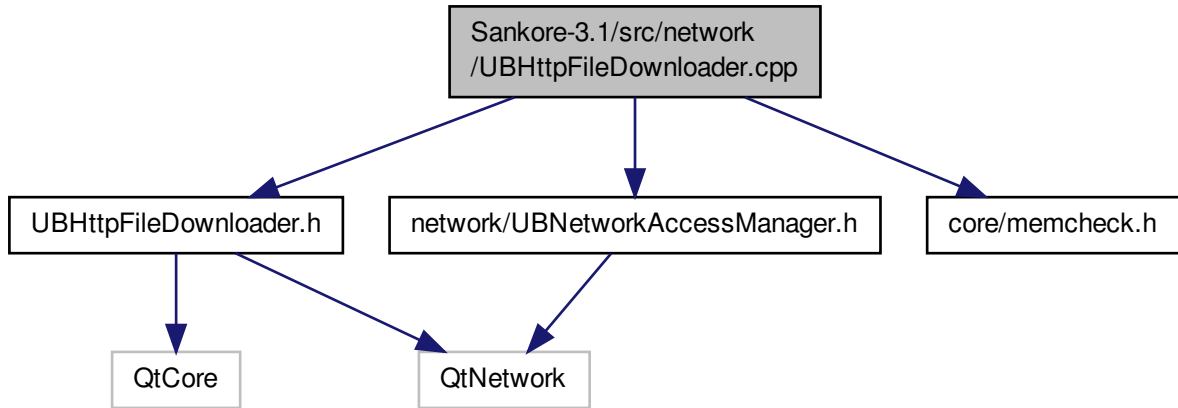 Sankore-3.1/src/network
/UBHttpFileDownloader.cpp
UBHttpFileDownloader.h
network/UBNetworkAccessManager.h
core/memcheck.h
QtCore
QtNetwork